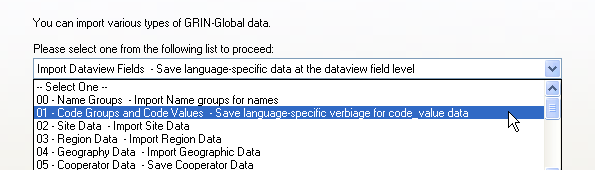 You can import various types of GRIN-Global data.
Please select one from the following list to proceed:
Import Dataview Fields - Save language-specific data at the dataview field level
-- Select One --
00 - Name Groups - Import Name groups for names
01 - Code Groups and Code Values - Save language-specific verbiage for code_value data
02 - Site Data - Import Site Data
03 - Region Data - Import Region Data
04 - Geography Data - Import Geographic Data
05 - Cooperator Data - Save Cooperator Data